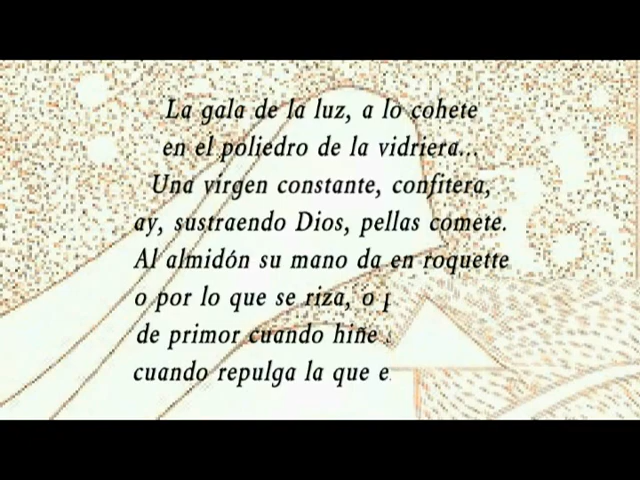 La gala de la luz, a lo cohete
en el poliedro de la vidriera...
Una virgen constante, confitera,
ay, sustraendo Dios, pellas comete.
Al almidón su mano da en roquette
o por lo que se riza, o
de primor cuando hiñe
cuando repulga la que